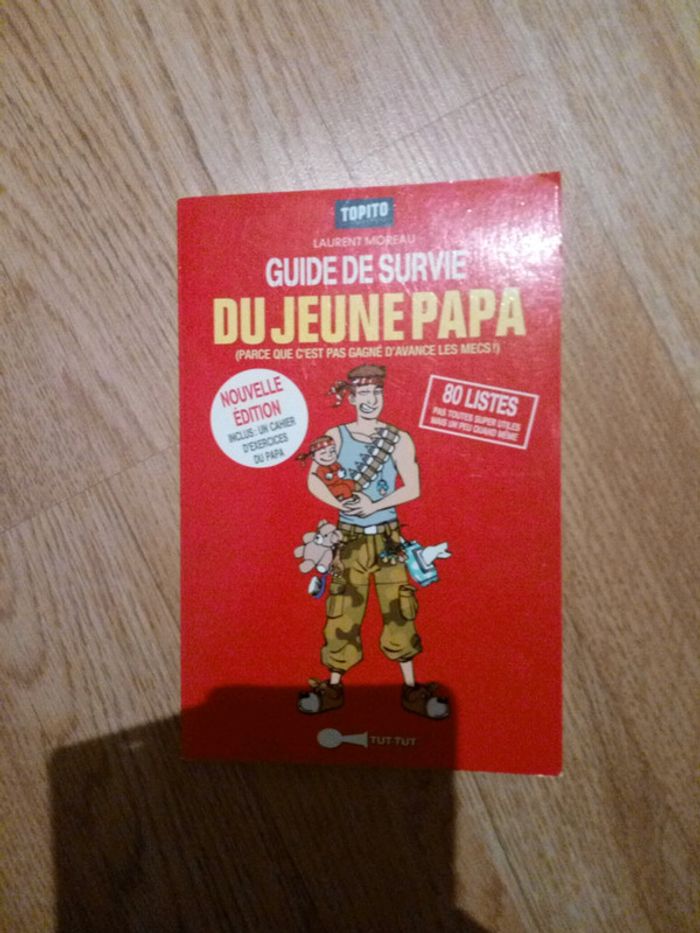 TOPITO
LAURENT MOREAU
GUIDE DE SURVIE
DU JEUNE PAPA
(PARCE QUE C'EST PAS GAGNÉ D'AVANCE LES MECS !)
NOUVELLE
ÉDITION
INCLUS : UN CAHIER
D'EXERCICES
DU PAPA
80 LISTES
PAS TOUTES SUPER UTILES
MAIS UN PEU QUAND MÊME
TUT-TUT